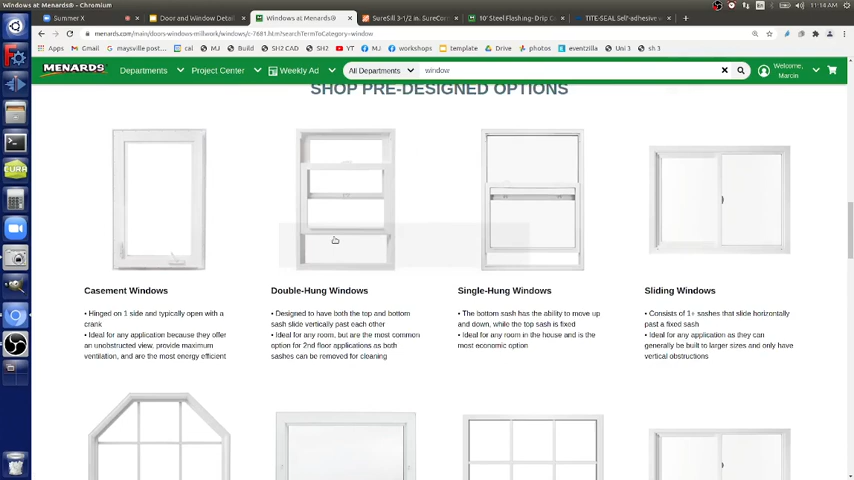 Windows at Menards® - Chromium
11:14 AM
Summer X
Door and Window Detail
Windows at Menards®
SureSill 3-1/2 in. SureCorn
10' Steel Flashing- Drip C
TITE-SEAL Self-adhesive w
menards.com/main/doors-windows-millwork/windows/c-7681.htm?searchTermToCategory=window
Apps
Gmail
maysville post...
Calendar
Build
SH2 CAD
SH2
YT
MJ
workshops
template
Drive
photos
eventzilla
Uni 3
sh 1
MENARDS
Departments
Project Center
Weekly Ad
All Departments
window
Welcome,
Marcin
SHOP PRE-DESIGNED OPTIONS
Casement Windows
• Hinged on 1 side and typically open with a
crank
• Ideal for any application because they offer
an unobstructed view, provide maximum
ventilation, and are the most energy efficient
Double-Hung Windows
• Designed to have both the top and bottom
sash slide vertically past each other
• Ideal for any room, but are the most common
option for 2nd floor applications as both
sashes can be removed for cleaning
Single-Hung Windows
• The bottom sash has the ability to move up
and down, while the top sash is fixed
• Ideal for any room in the house and is the
most economic option
Sliding Windows
• Consists of 1+ sashes that slide horizontally
past a fixed sash
• Ideal for any application as they can
generally be built to larger sizes and only have
vertical obstructions